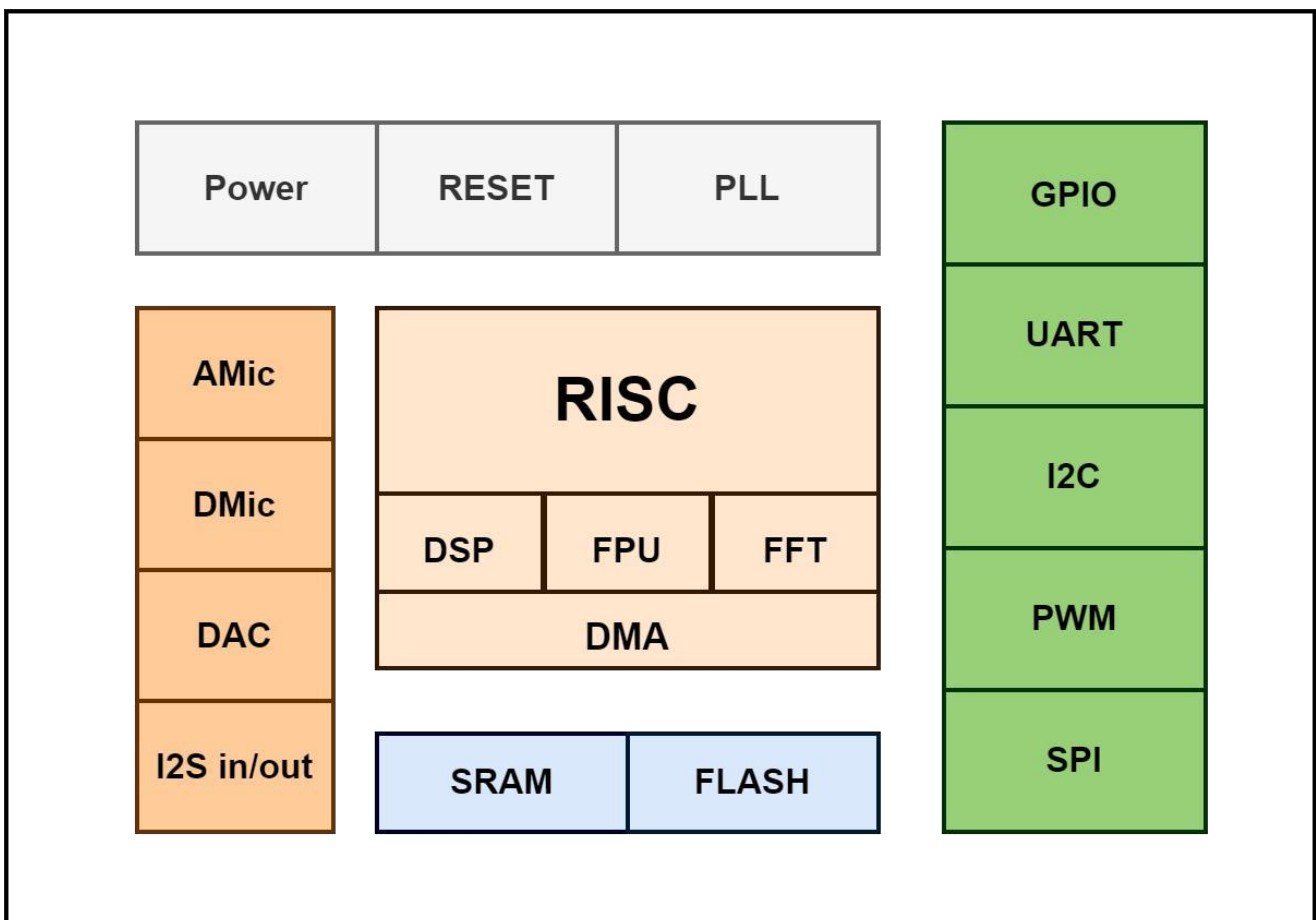 Power
RESET
PLL
AMic
DMic
DAC
I2S in/out
RISC
DSP
FPU
FFT
DMA
SRAM
FLASH
GPIO
UART
I2C
PWM
SPI